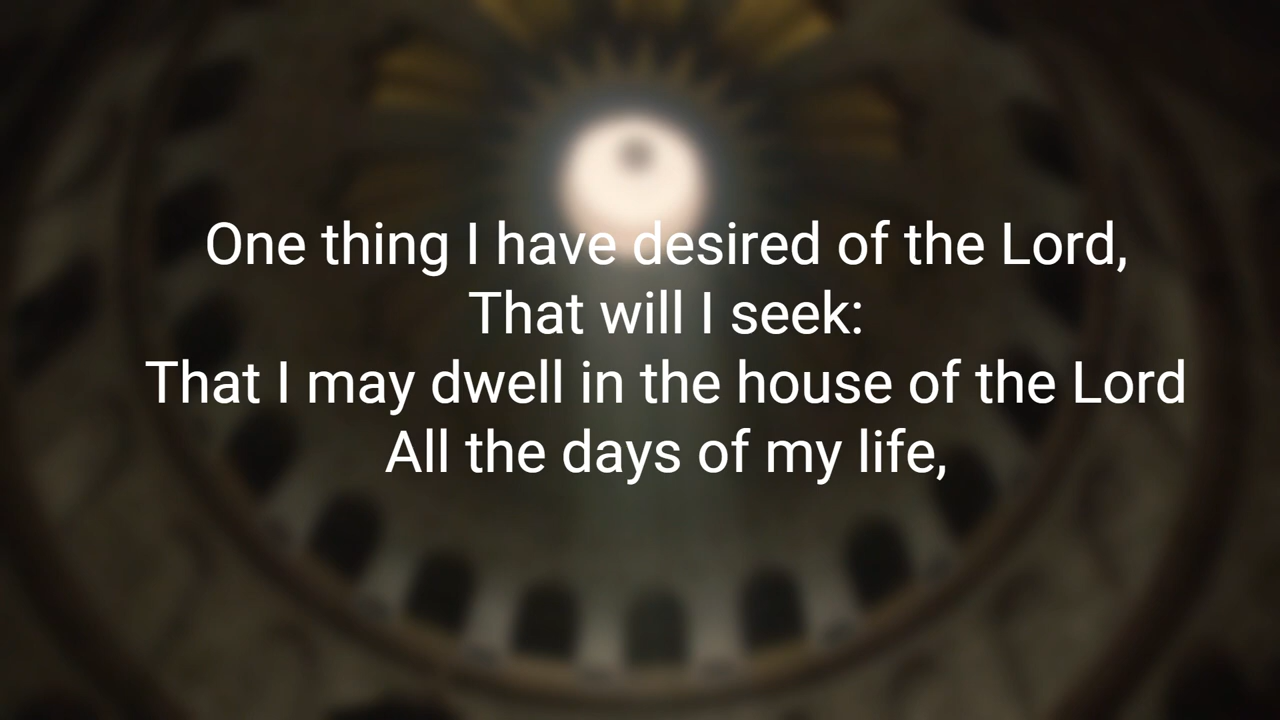 One thing I have desired of the Lord,
That will I seek:
That I may dwell in the house of the Lord
All the days of my life,